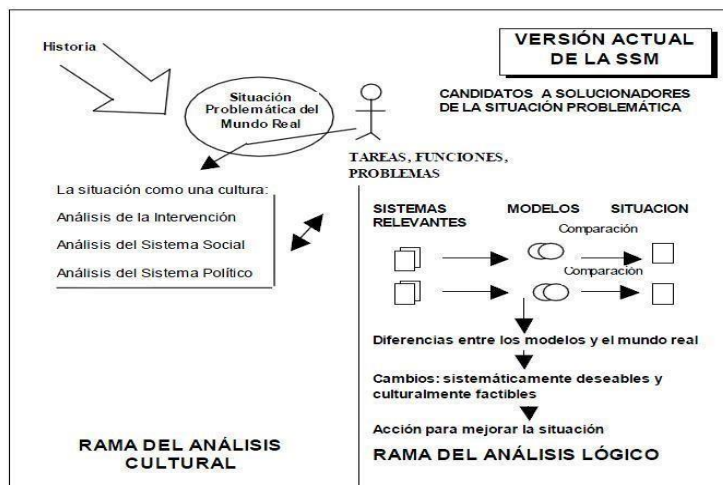 Historia
VERSIÓN ACTUAL
DE LA SSM
Situación
Problemática del
Mundo Real
CANDIDATOS A SOLUCIONADORES
DE LA SITUACIÓN PROBLEMÁTICA
TAREAS, FUNCIONES,
PROBLEMAS
La situación como una cultura:
Análisis de la Intervención
Análisis del Sistema Social
Análisis del Sistema Político
SISTEMAS
RELEVANTES
MODELOS
SITUACION
Comparación
Comparación
Diferencias entre los modelos y el mundo real
Cambios: sistemáticamente deseables y
culturalmente factibles
Acción para mejorar la situación
RAMA DEL ANÁLISIS
CULTURAL
RAMA DEL ANÁLISIS LÓGICO